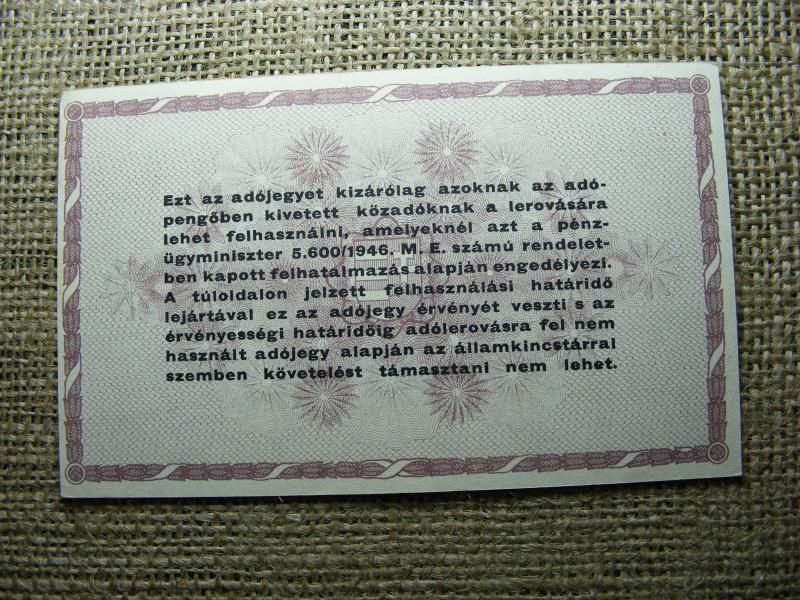 Ezt az adójegyet kizárólag azoknak az adó-
pengőben kivetett közadóknak a lerovására
lehet felhasználni, amelyeknél azt a pénz-
ügyminiszter 5.600/1946. M. E. számú rendelet-
ben kapott felhatalmazás alapján engedélyezi.
A túloldalon jelzett felhasználási határidő
lejártával ez az adójegy érvényét veszti s az
érvényességi határidőig adólerovásra fel nem
használt adójegy alapján az államkincstárral
szemben követelést támasztani nem lehet.